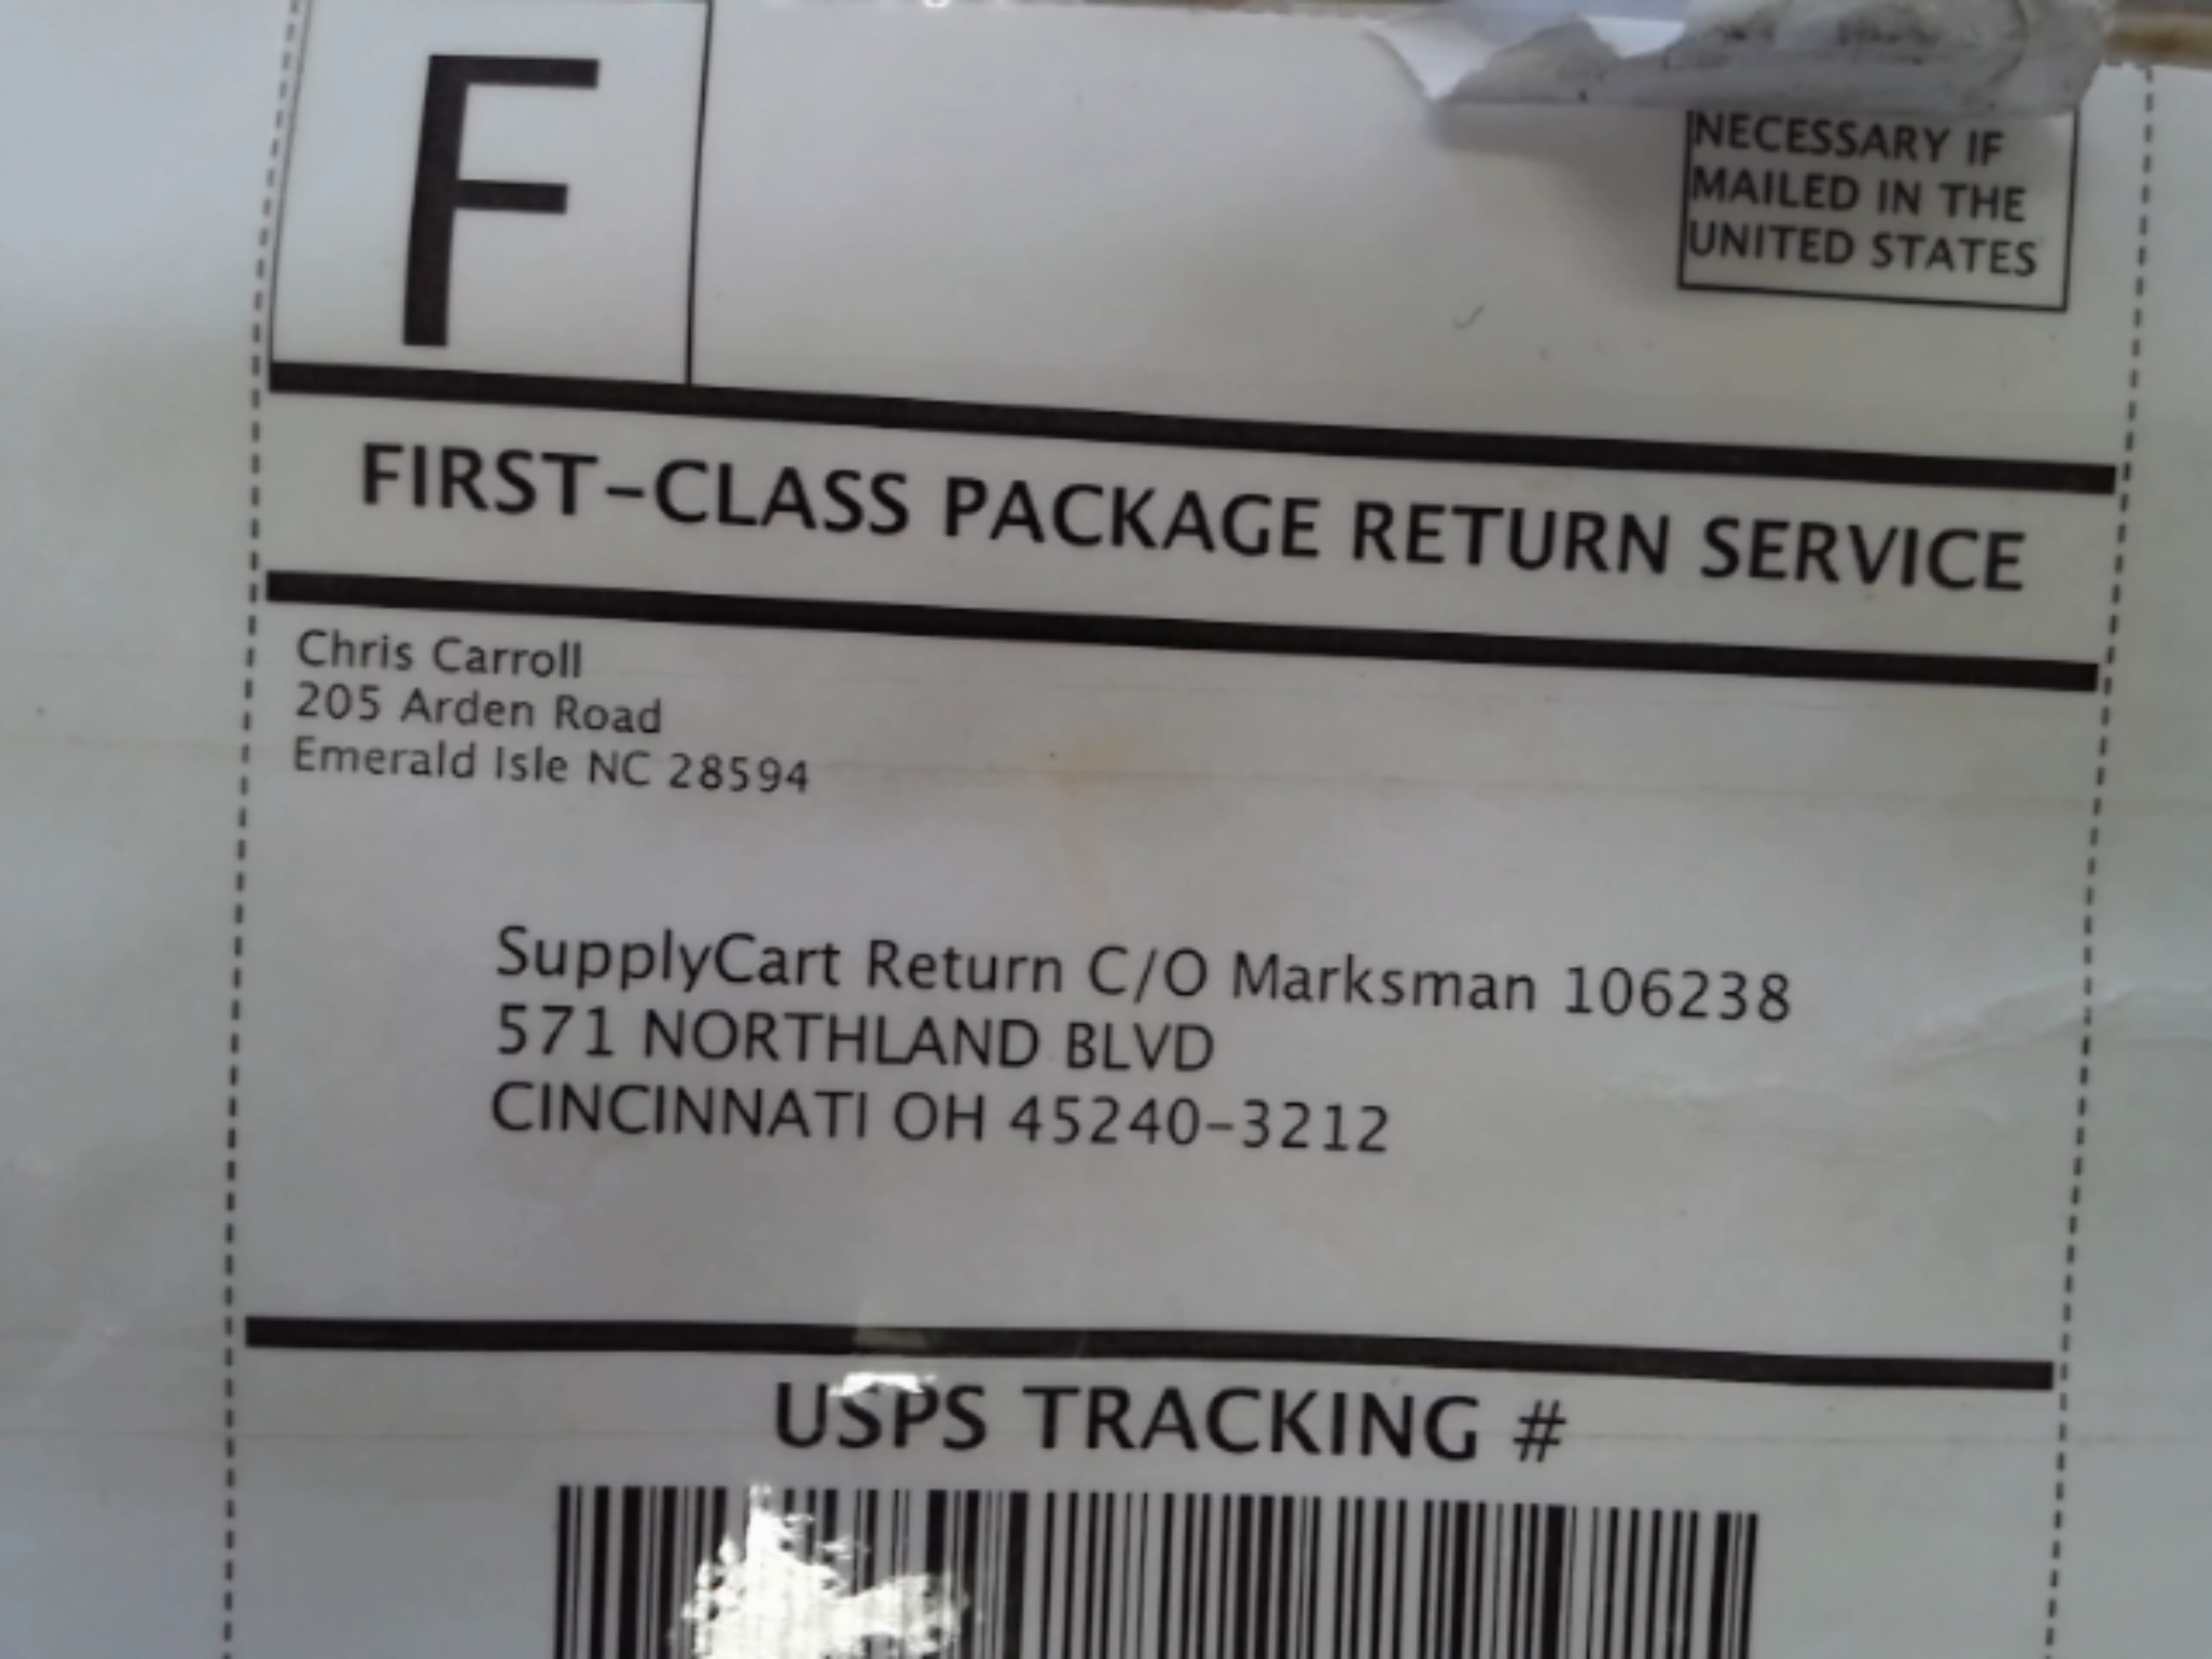 F
NECESSARY IF
MAILED IN THE
UNITED STATES
FIRST-CLASS PACKAGE RETURN SERVICE
Chris Carroll
205 Arden Road
Emerald Isle NC 28594
SupplyCart Return C/O Marksman 106238
571 NORTHLAND BLVD
CINCINNATI OH 45240-3212
USPS TRACKING #